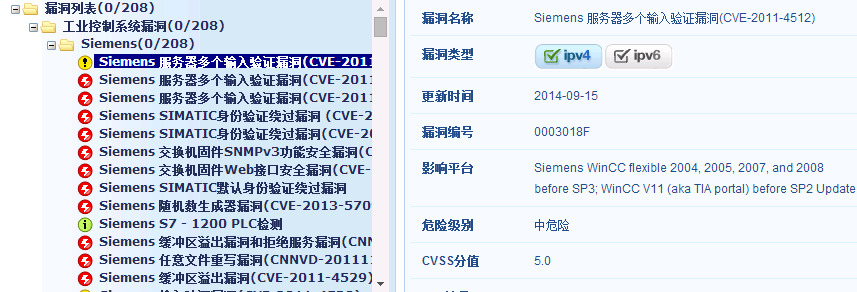 漏洞列表(0/208)
工业控制系统漏洞(0/208)
Siemens(0/208)
Siemens 服务器多个输入验证漏洞(CVE-2011
Siemens 服务器多个输入验证漏洞(CVE-2011
Siemens 服务器多个输入验证漏洞(CVE-2011
Siemens SIMATIC身份验证绕过漏洞 (CVE-2
Siemens SIMATIC身份验证绕过漏洞(CVE-20
Siemens 交换机固件SNMPv3功能安全漏洞(C
Siemens 交换机固件Web接口安全漏洞(CVE-
Siemens SIMATIC默认身份验证绕过漏洞
Siemens 随机救生成器漏洞(CVE-2013-570
Siemens S7 - 1200 PLC检测
Siemens 缓冲区溢出漏洞和拒绝服务漏洞(CNN
Siemens 任意文件重写漏洞(CNNVD-201111
Siemens 缓冲区溢出漏洞(CVE-2011-4529)
漏洞名称 Siemens 服务器多个输入验证漏洞(CVE-2011-4512)
漏洞类型 ipv4 ipv6
更新时间 2014-09-15
漏洞编号 0003018F
影响平台 Siemens WinCC flexible 2004, 2005, 2007, and 2008
before SP3; WinCC V11 (aka TIA portal) before SP2 Update
危险级别 中危险
CVSS分值 5.0